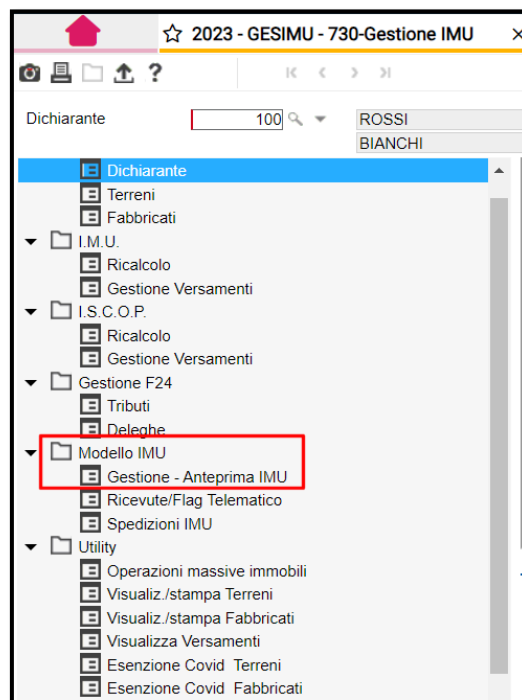 2023 - GESIMU - 730-Gestione IMU
Dichiarante 100 ROSSI
BIANCHI
Dichiarante
Terreni
Fabbricati
I.M.U.
Ricalcolo
Gestione Versamenti
I.S.C.O.P.
Ricalcolo
Gestione Versamenti
Gestione F24
Tributi
Deleghe
Modello IMU
Gestione - Anteprima IMU
Ricevute/Flag Telematico
Spedizioni IMU
Utility
Operazioni massive immobili
Visualiz./stampa Terreni
Visualiz./stampa Fabbricati
Visualizza Versamenti
Esenzione Covid Terreni
Esenzione Covid Fabbricati